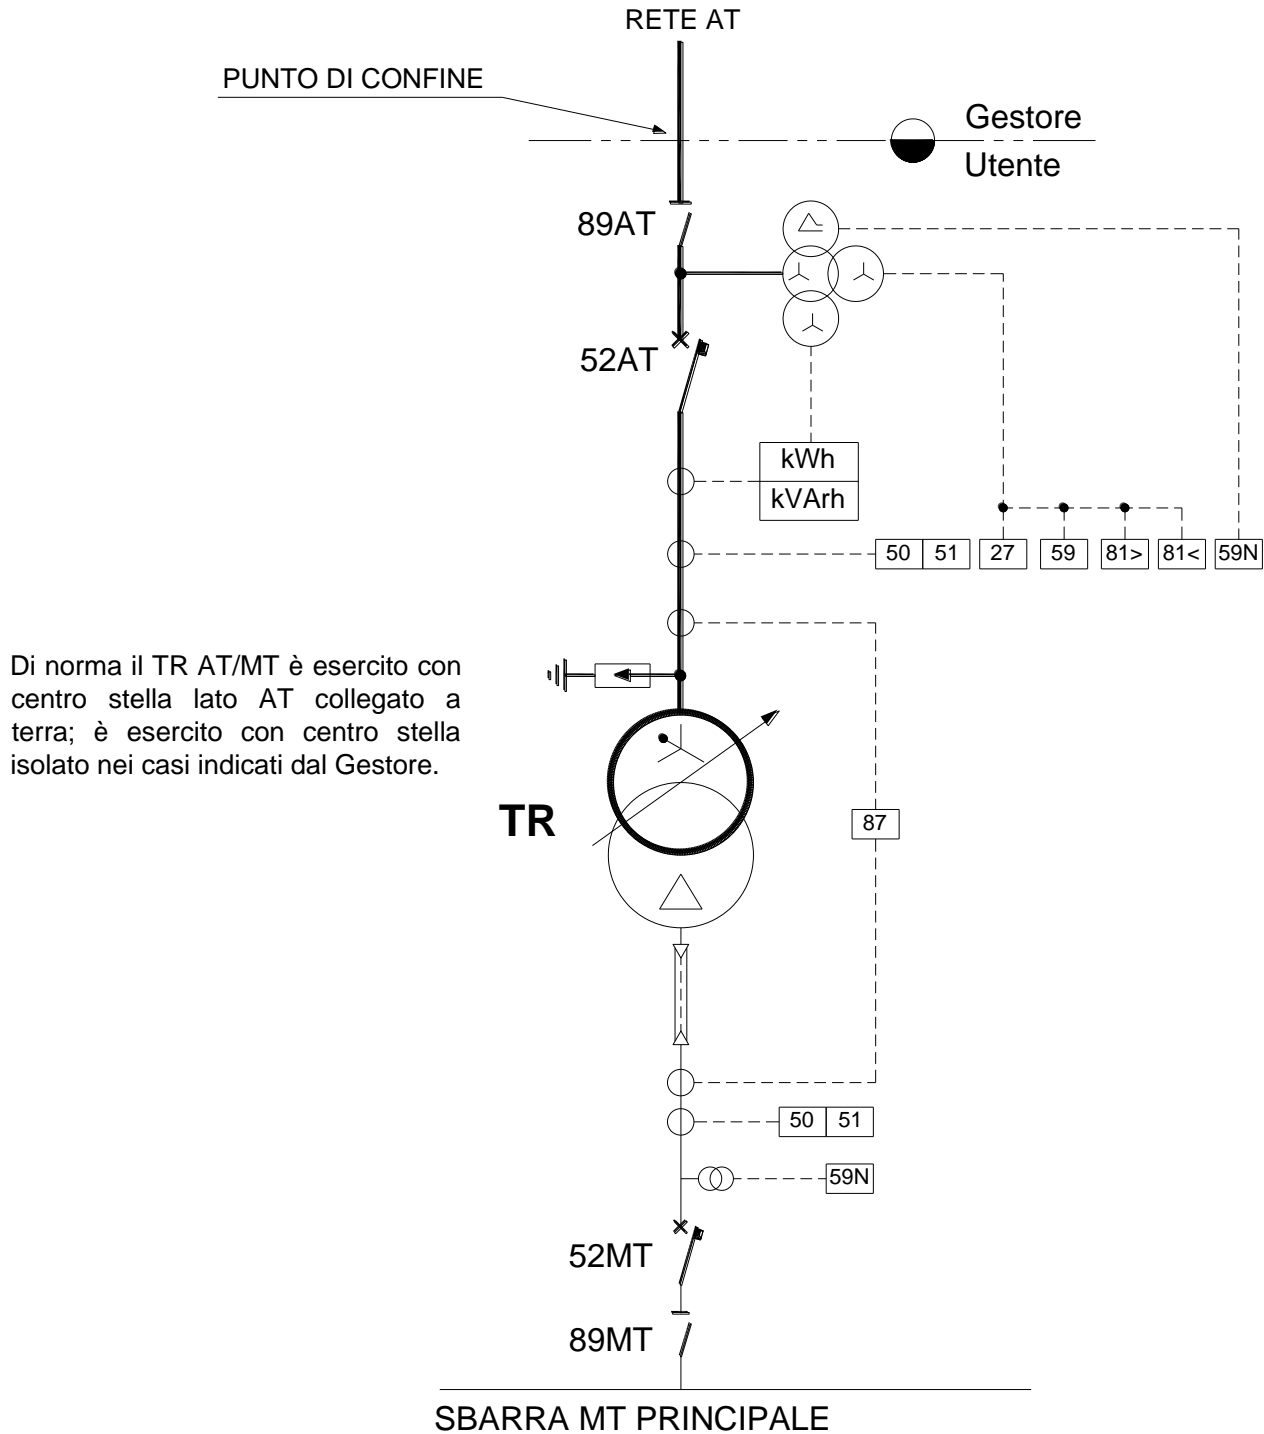 RETE AT
PUNTO DI CONFINE
Gestore
Utente
89AT
52AT
kWh
kVArh
50 51 27 59 81> 81< 59N
Di norma il TR AT/MT è esercito con
centro stella lato AT collegato a
terra; è esercito con centro stella
isolato nei casi indicati dal Gestore.
TR
87
50 51
59N
52MT
89MT
SBARRA MT PRINCIPALE